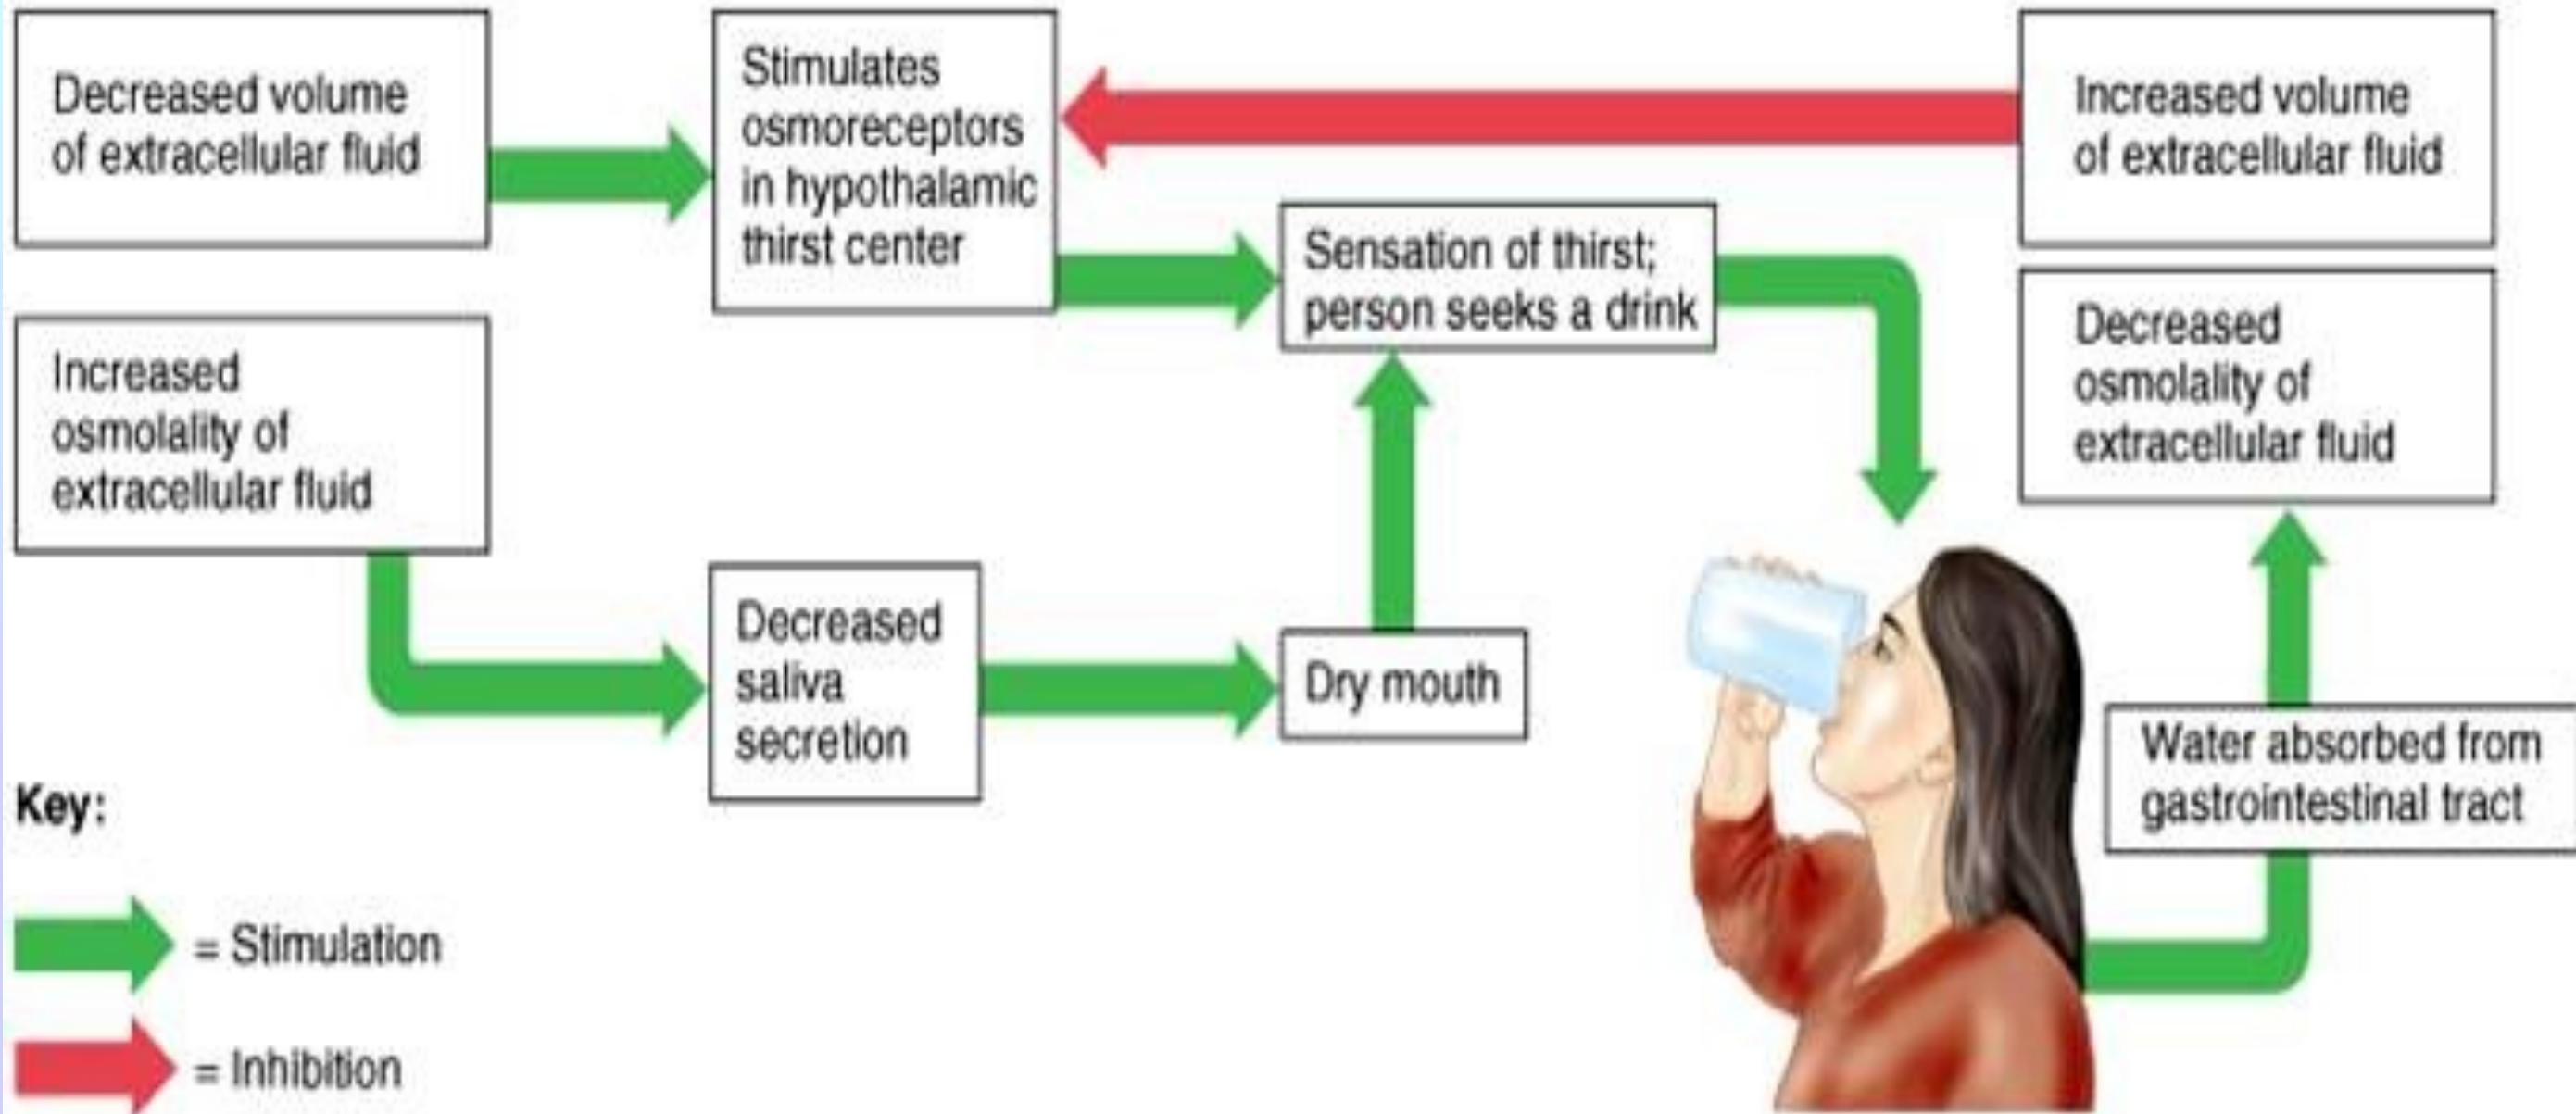 Decreased volume
of extracellular fluid
Stimulates
osmoreceptors
in hypothalamic
thirst center
Increased volume
of extracellular fluid
Sensation of thirst;
person seeks a drink
Increased
osmolality of
extracellular fluid
Decreased
osmolality of
extracellular fluid
Decreased
saliva
secretion
Dry mouth
Water absorbed from
gastrointestinal tract
Key:
= Stimulation
= Inhibition